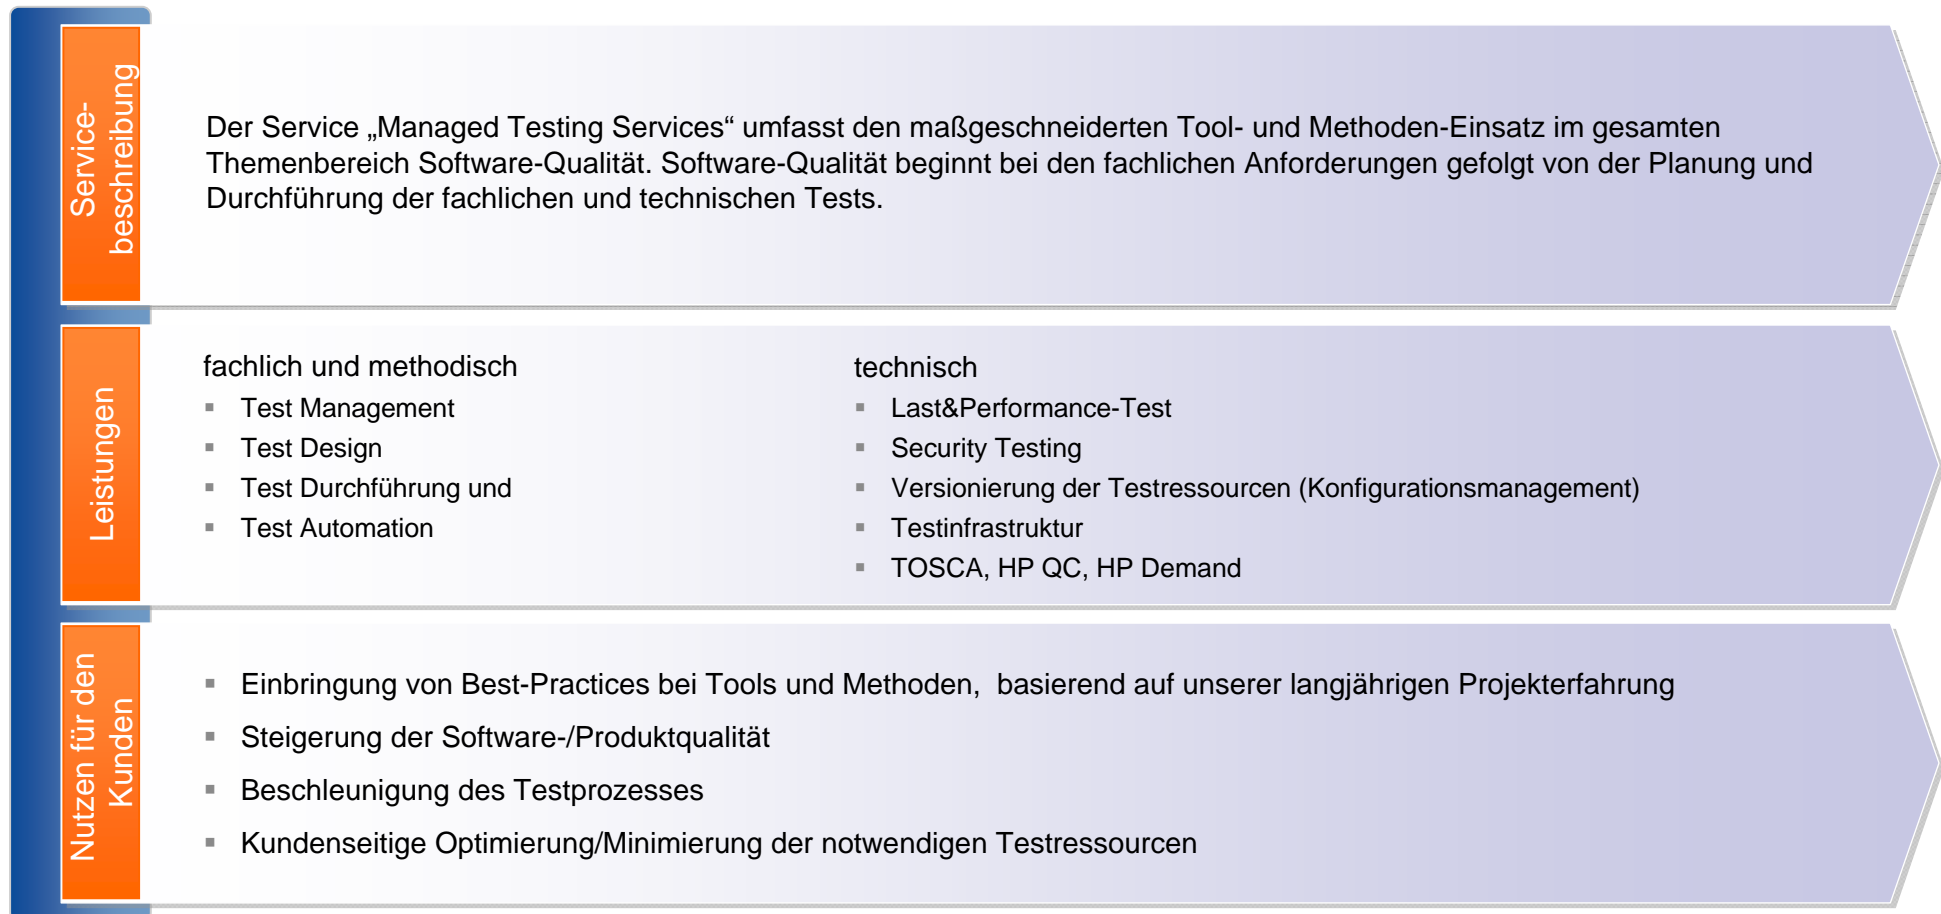 Service-
beschreibung
Der Service „Managed Testing Services“ umfasst den maßgeschneiderten Tool- und Methoden-Einsatz im gesamten
Themenbereich Software-Qualität. Software-Qualität beginnt bei den fachlichen Anforderungen gefolgt von der Planung und
Durchführung der fachlichen und technischen Tests.
Leistungen
fachlich und methodisch
▪ Test Management
▪ Test Design
▪ Test Durchführung und
▪ Test Automation
technisch
▪ Last&Performance-Test
▪ Security Testing
▪ Versionierung der Testressourcen (Konfigurationsmanagement)
▪ Testinfrastruktur
▪ TOSCA, HP QC, HP Demand
Nutzen für den
Kunden
▪ Einbringung von Best-Practices bei Tools und Methoden,  basierend auf unserer langjährigen Projekterfahrung
▪ Steigerung der Software-/Produktqualität
▪ Beschleunigung des Testprozesses
▪ Kundenseitige Optimierung/Minimierung der notwendigen Testressourcen